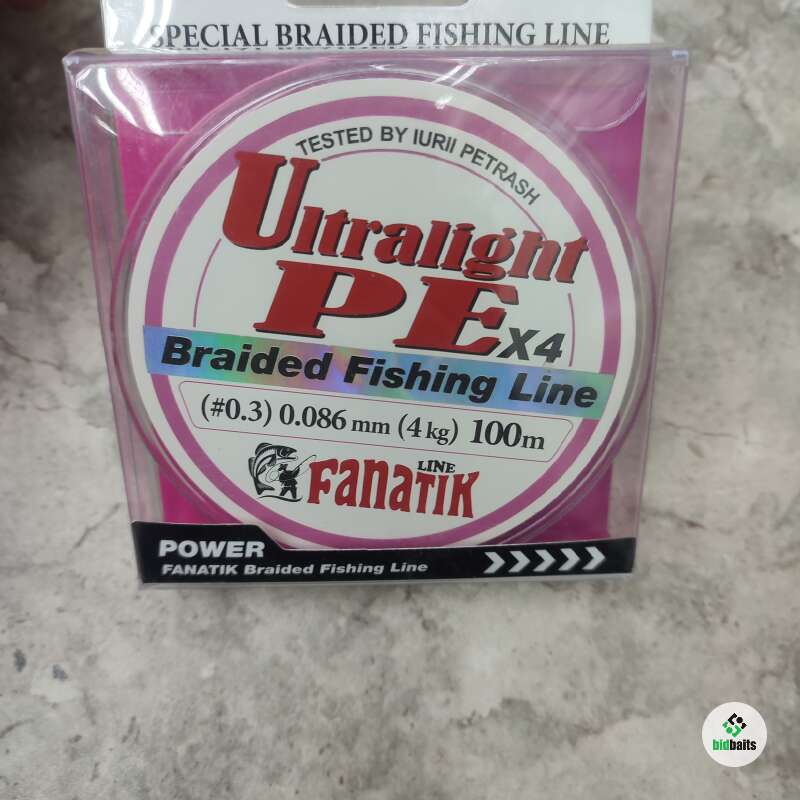 SPECIAL BRAIDED FISHING LINE
TESTED BY IURII PETRASH
Ultralight
PE X4
Braided Fishing Line
(#0.3) 0.086 mm (4 kg) 100m
LINE
FANATIK
POWER
FANATIK Braided Fishing Line
bidbaits